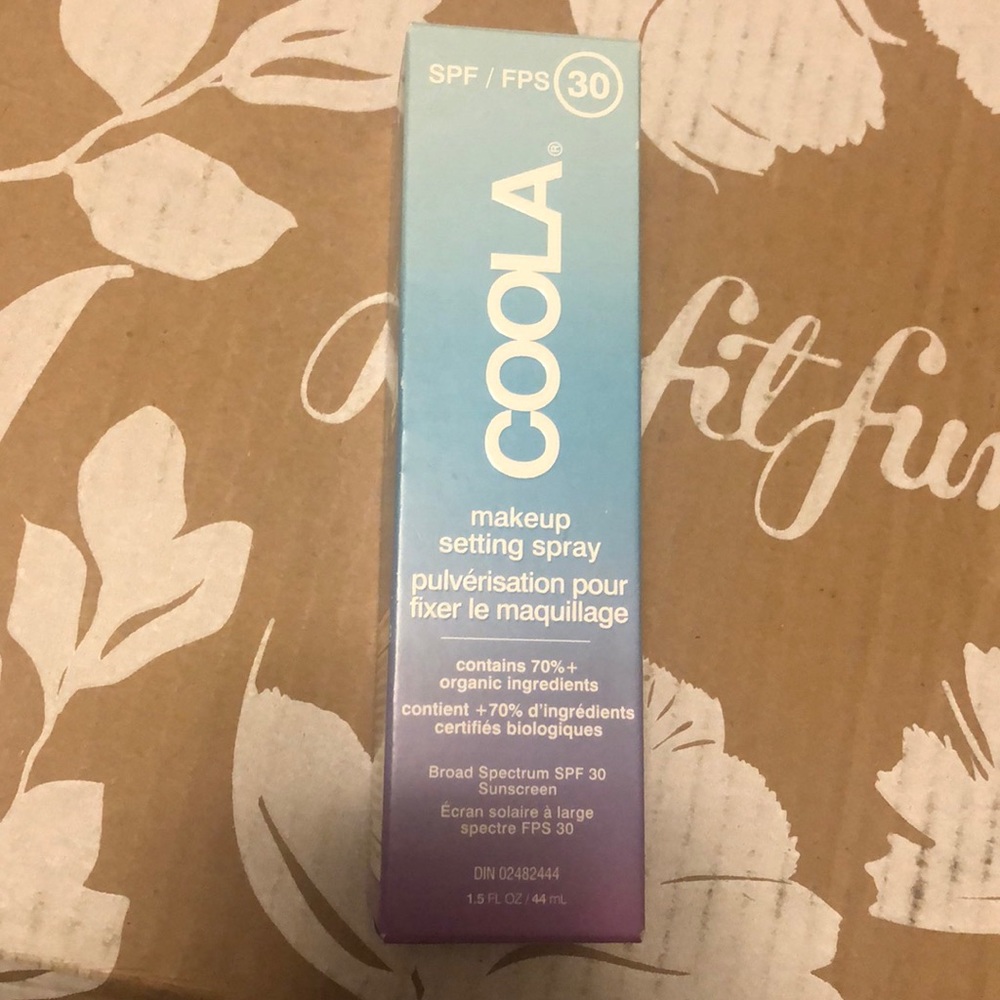 SPF / FPS 30
COOLA®
makeup
setting spray
pulvérisation pour
fixer le maquillage
contains 70%+
organic ingredients
contient +70% d'ingrédients
certifiés biologiques
Broad Spectrum SPF 30
Sunscreen
Écran solaire à large
spectre FPS 30
DIN 02482444
1.5 FL OZ / 44 mL
fit fun